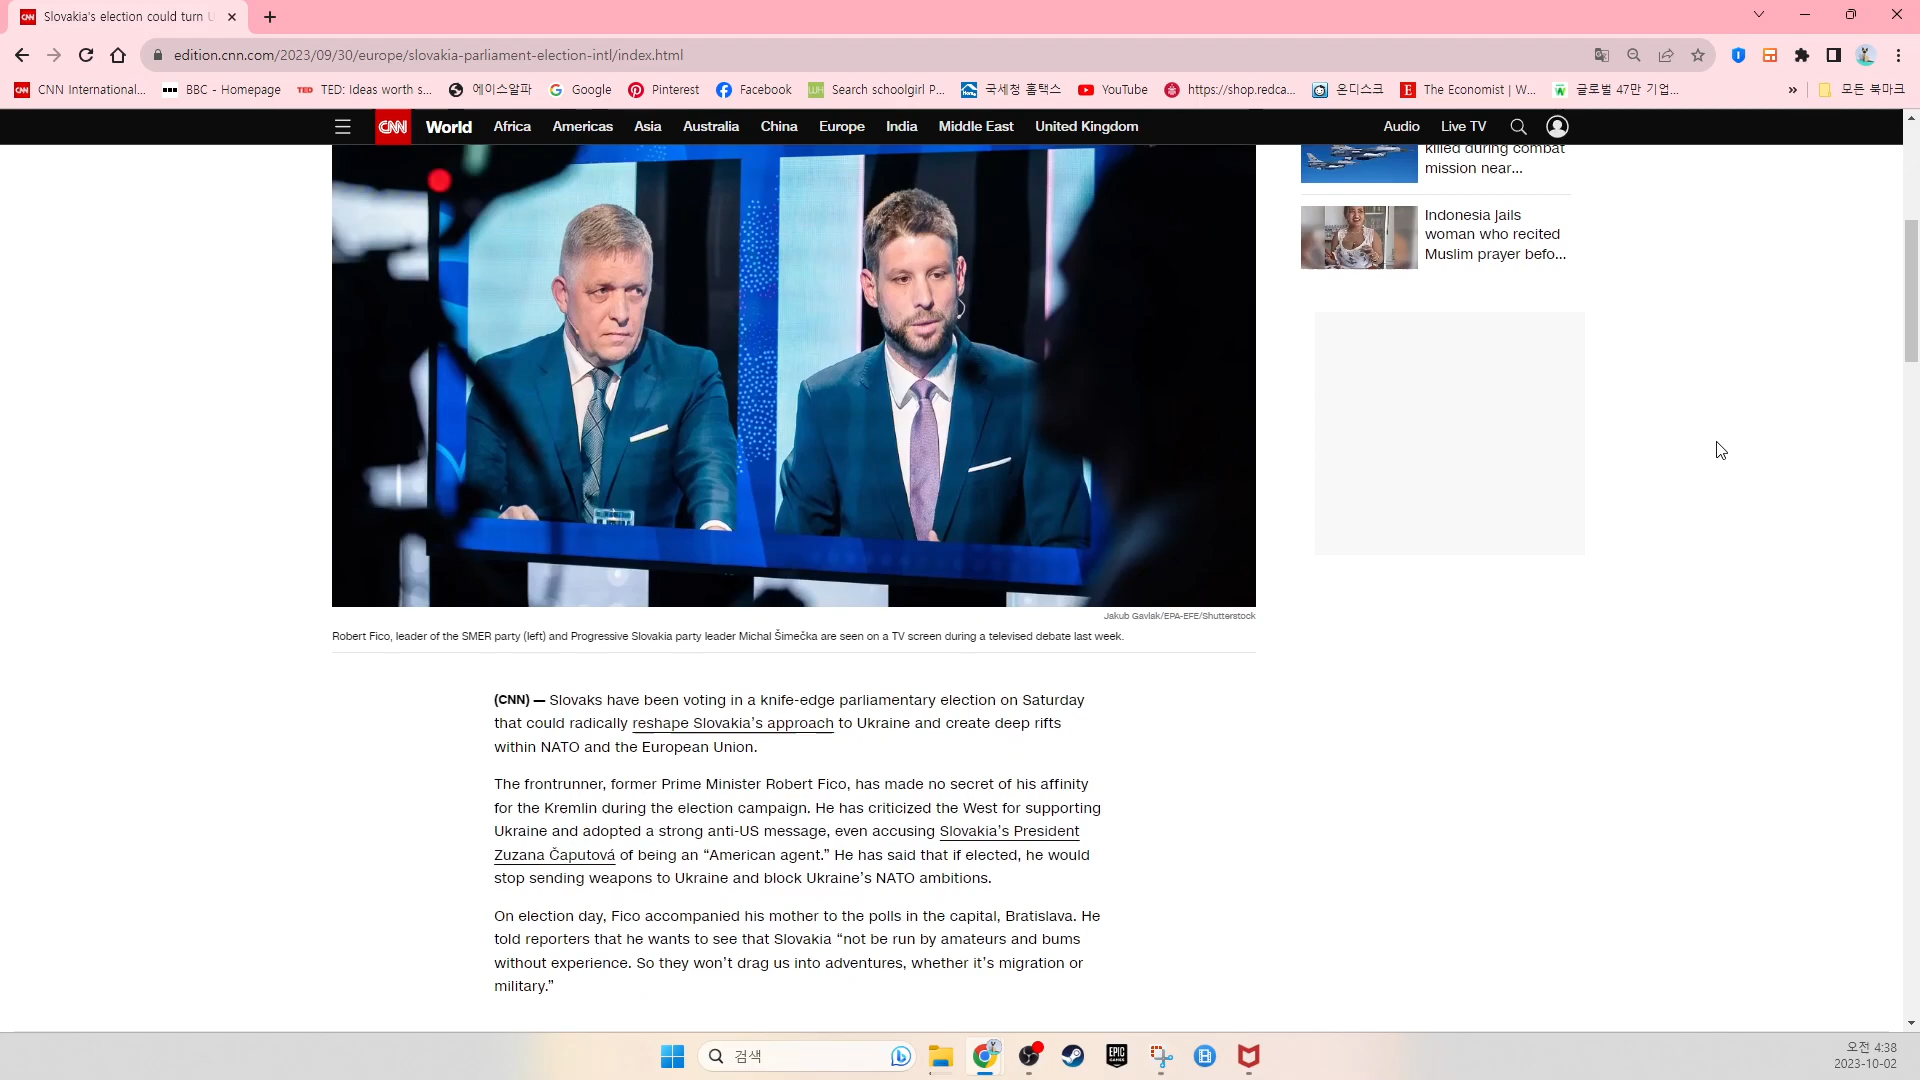 Slovakia's election could turn U
edition.cnn.com/2023/09/30/europe/slovakia-parliament-election-intl/index.html
CNN International...
BBC - Homepage
TED: Ideas worth s...
에이스알파
Google
Pinterest
Facebook
Search schoolgirl P...
국세청 홈택스
YouTube
https://shop.redca...
온디스크
The Economist | W...
글로벌 47만 기업...
»
모든 북마크
CNN World Africa Americas Asia Australia China Europe India Middle East United Kingdom Audio Live TV
killed during combat
mission near...
Indonesia jails
woman who recited
Muslim prayer befo...
Jakub Gavlak/EPA-EFE/Shutterstock
Robert Fico, leader of the SMER party (left) and Progressive Slovakia party leader Michal Šimečka are seen on a TV screen during a televised debate last week.
(CNN) — Slovaks have been voting in a knife-edge parliamentary election on Saturday
that could radically reshape Slovakia's approach to Ukraine and create deep rifts
within NATO and the European Union.
The frontrunner, former Prime Minister Robert Fico, has made no secret of his affinity
for the Kremlin during the election campaign. He has criticized the West for supporting
Ukraine and adopted a strong anti-US message, even accusing Slovakia's President
Zuzana Čaputová of being an “American agent.” He has said that if elected, he would
stop sending weapons to Ukraine and block Ukraine's NATO ambitions.
On election day, Fico accompanied his mother to the polls in the capital, Bratislava. He
told reporters that he wants to see that Slovakia “not be run by amateurs and bums
without experience. So they won't drag us into adventures, whether it's migration or
military.”
검색
EPIC GAMES
오전 4:38
2023-10-02